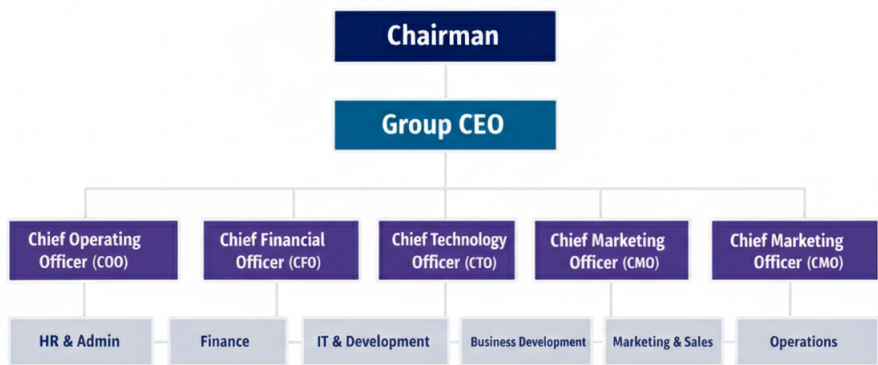 Chairman
Group CEO
Chief Operating
Officer (COO)
Chief Financial
Officer (CFO)
Chief Technology
Officer (CTO)
Chief Marketing
Officer (CMO)
Chief Marketing
Officer (CMO)
HR & Admin
Finance
IT & Development
Business Development
Marketing & Sales
Operations